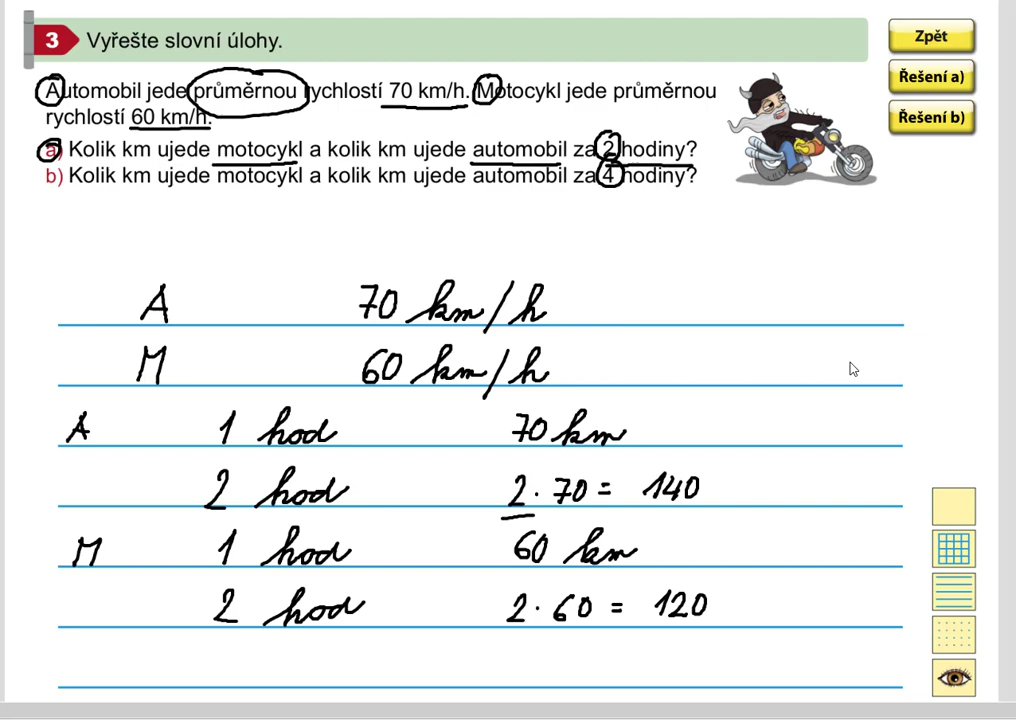 3 Vyřešte slovní úlohy.
Zpět
Řešení a)
Řešení b)
Automobil jede průměrnou rychlostí 70 km/h. Motocykl jede průměrnou
rychlostí 60 km/h.
a) Kolik km ujede motocykl a kolik km ujede automobil za 2 hodiny?
b) Kolik km ujede motocykl a kolik km ujede automobil za 4 hodiny?
A 70 km/h
M 60 km/h
A 1 hod 70 km
2 hod 2 · 70 = 140
M 1 hod 60 km
2 hod 2 · 60 = 120